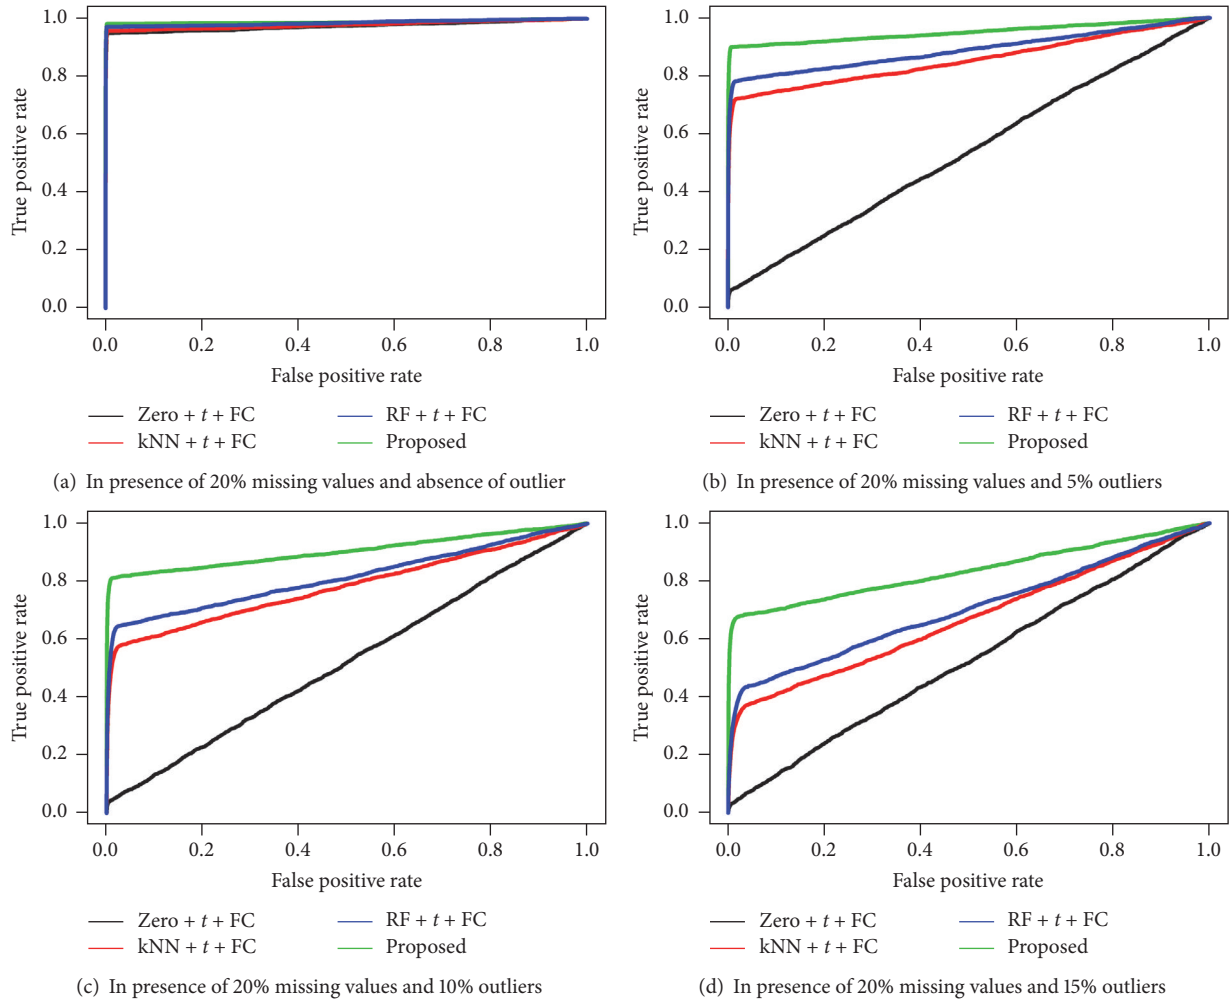 True positive rate
1.0
0.8
0.6
0.4
0.2
0.0
0.0 0.2 0.4 0.6 0.8 1.0
False positive rate
Zero + t + FC
kNN + t + FC
RF + t + FC
Proposed
(a) In presence of 20% missing values and absence of outlier
True positive rate
1.0
0.8
0.6
0.4
0.2
0.0
0.0 0.2 0.4 0.6 0.8 1.0
False positive rate
Zero + t + FC
kNN + t + FC
RF + t + FC
Proposed
(b) In presence of 20% missing values and 5% outliers
True positive rate
1.0
0.8
0.6
0.4
0.2
0.0
0.0 0.2 0.4 0.6 0.8 1.0
False positive rate
Zero + t + FC
kNN + t + FC
RF + t + FC
Proposed
(c) In presence of 20% missing values and 10% outliers
True positive rate
1.0
0.8
0.6
0.4
0.2
0.0
0.0 0.2 0.4 0.6 0.8 1.0
False positive rate
Zero + t + FC
kNN + t + FC
RF + t + FC
Proposed
(d) In presence of 20% missing values and 15% outliers